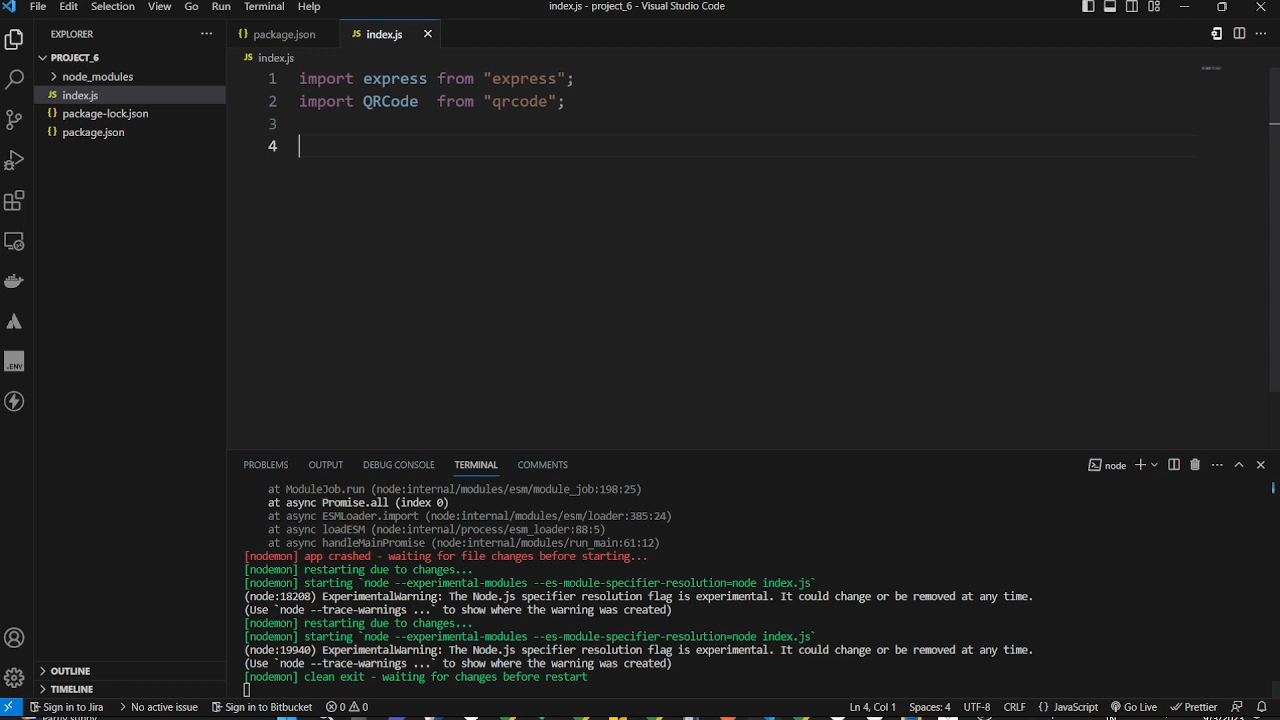 File Edit Selection View Go Run Terminal Help index.js - project_6 - Visual Studio Code
EXPLORER
PROJECT_6
node_modules
JS index.js
{} package-lock.json
{} package.json
OUTLINE
TIMELINE
.ENV
{} package.json JS index.js
JS index.js
1 import express from "express";
2 import QRCode from "qrcode";
3
4
PROBLEMS OUTPUT DEBUG CONSOLE TERMINAL COMMENTS node
at ModuleJob.run (node:internal/modules/esm/module_job:198:25)
at async Promise.all (index 0)
at async ESMLoader.import (node:internal/modules/esm/loader:385:24)
at async loadESM (node:internal/process/esm_loader:88:5)
at async handleMainPromise (node:internal/modules/run_main:61:12)
[nodemon] app crashed - waiting for file changes before starting...
[nodemon] restarting due to changes...
[nodemon] starting `node --experimental-modules --es-module-specifier-resolution=node index.js`
(node:18208) ExperimentalWarning: The Node.js specifier resolution flag is experimental. It could change or be removed at any time.
(Use `node --trace-warnings ...` to show where the warning was created)
[nodemon] restarting due to changes...
[nodemon] starting `node --experimental-modules --es-module-specifier-resolution=node index.js`
(node:19940) ExperimentalWarning: The Node.js specifier resolution flag is experimental. It could change or be removed at any time.
(Use `node --trace-warnings ...` to show where the warning was created)
[nodemon] clean exit - waiting for changes before restart
Sign in to Jira No active issue Sign in to Bitbucket 0 0 Ln 4, Col 1 Spaces: 4 UTF-8 CRLF {} JavaScript Go Live Prettier